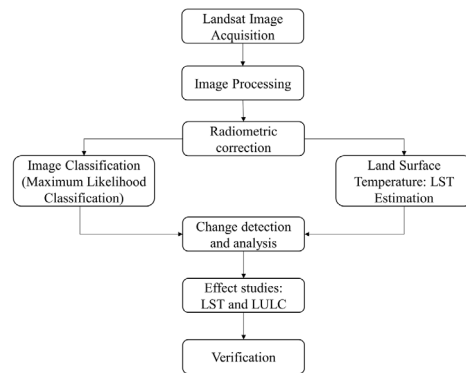 Landsat Image
Acquisition
Image Processing
Radiometric
correction
Image Classification
(Maximum Likelihood
Classification)
Land Surface
Temperature: LST
Estimation
Change detection
and analysis
Effect studies:
LST and LULC
Verification